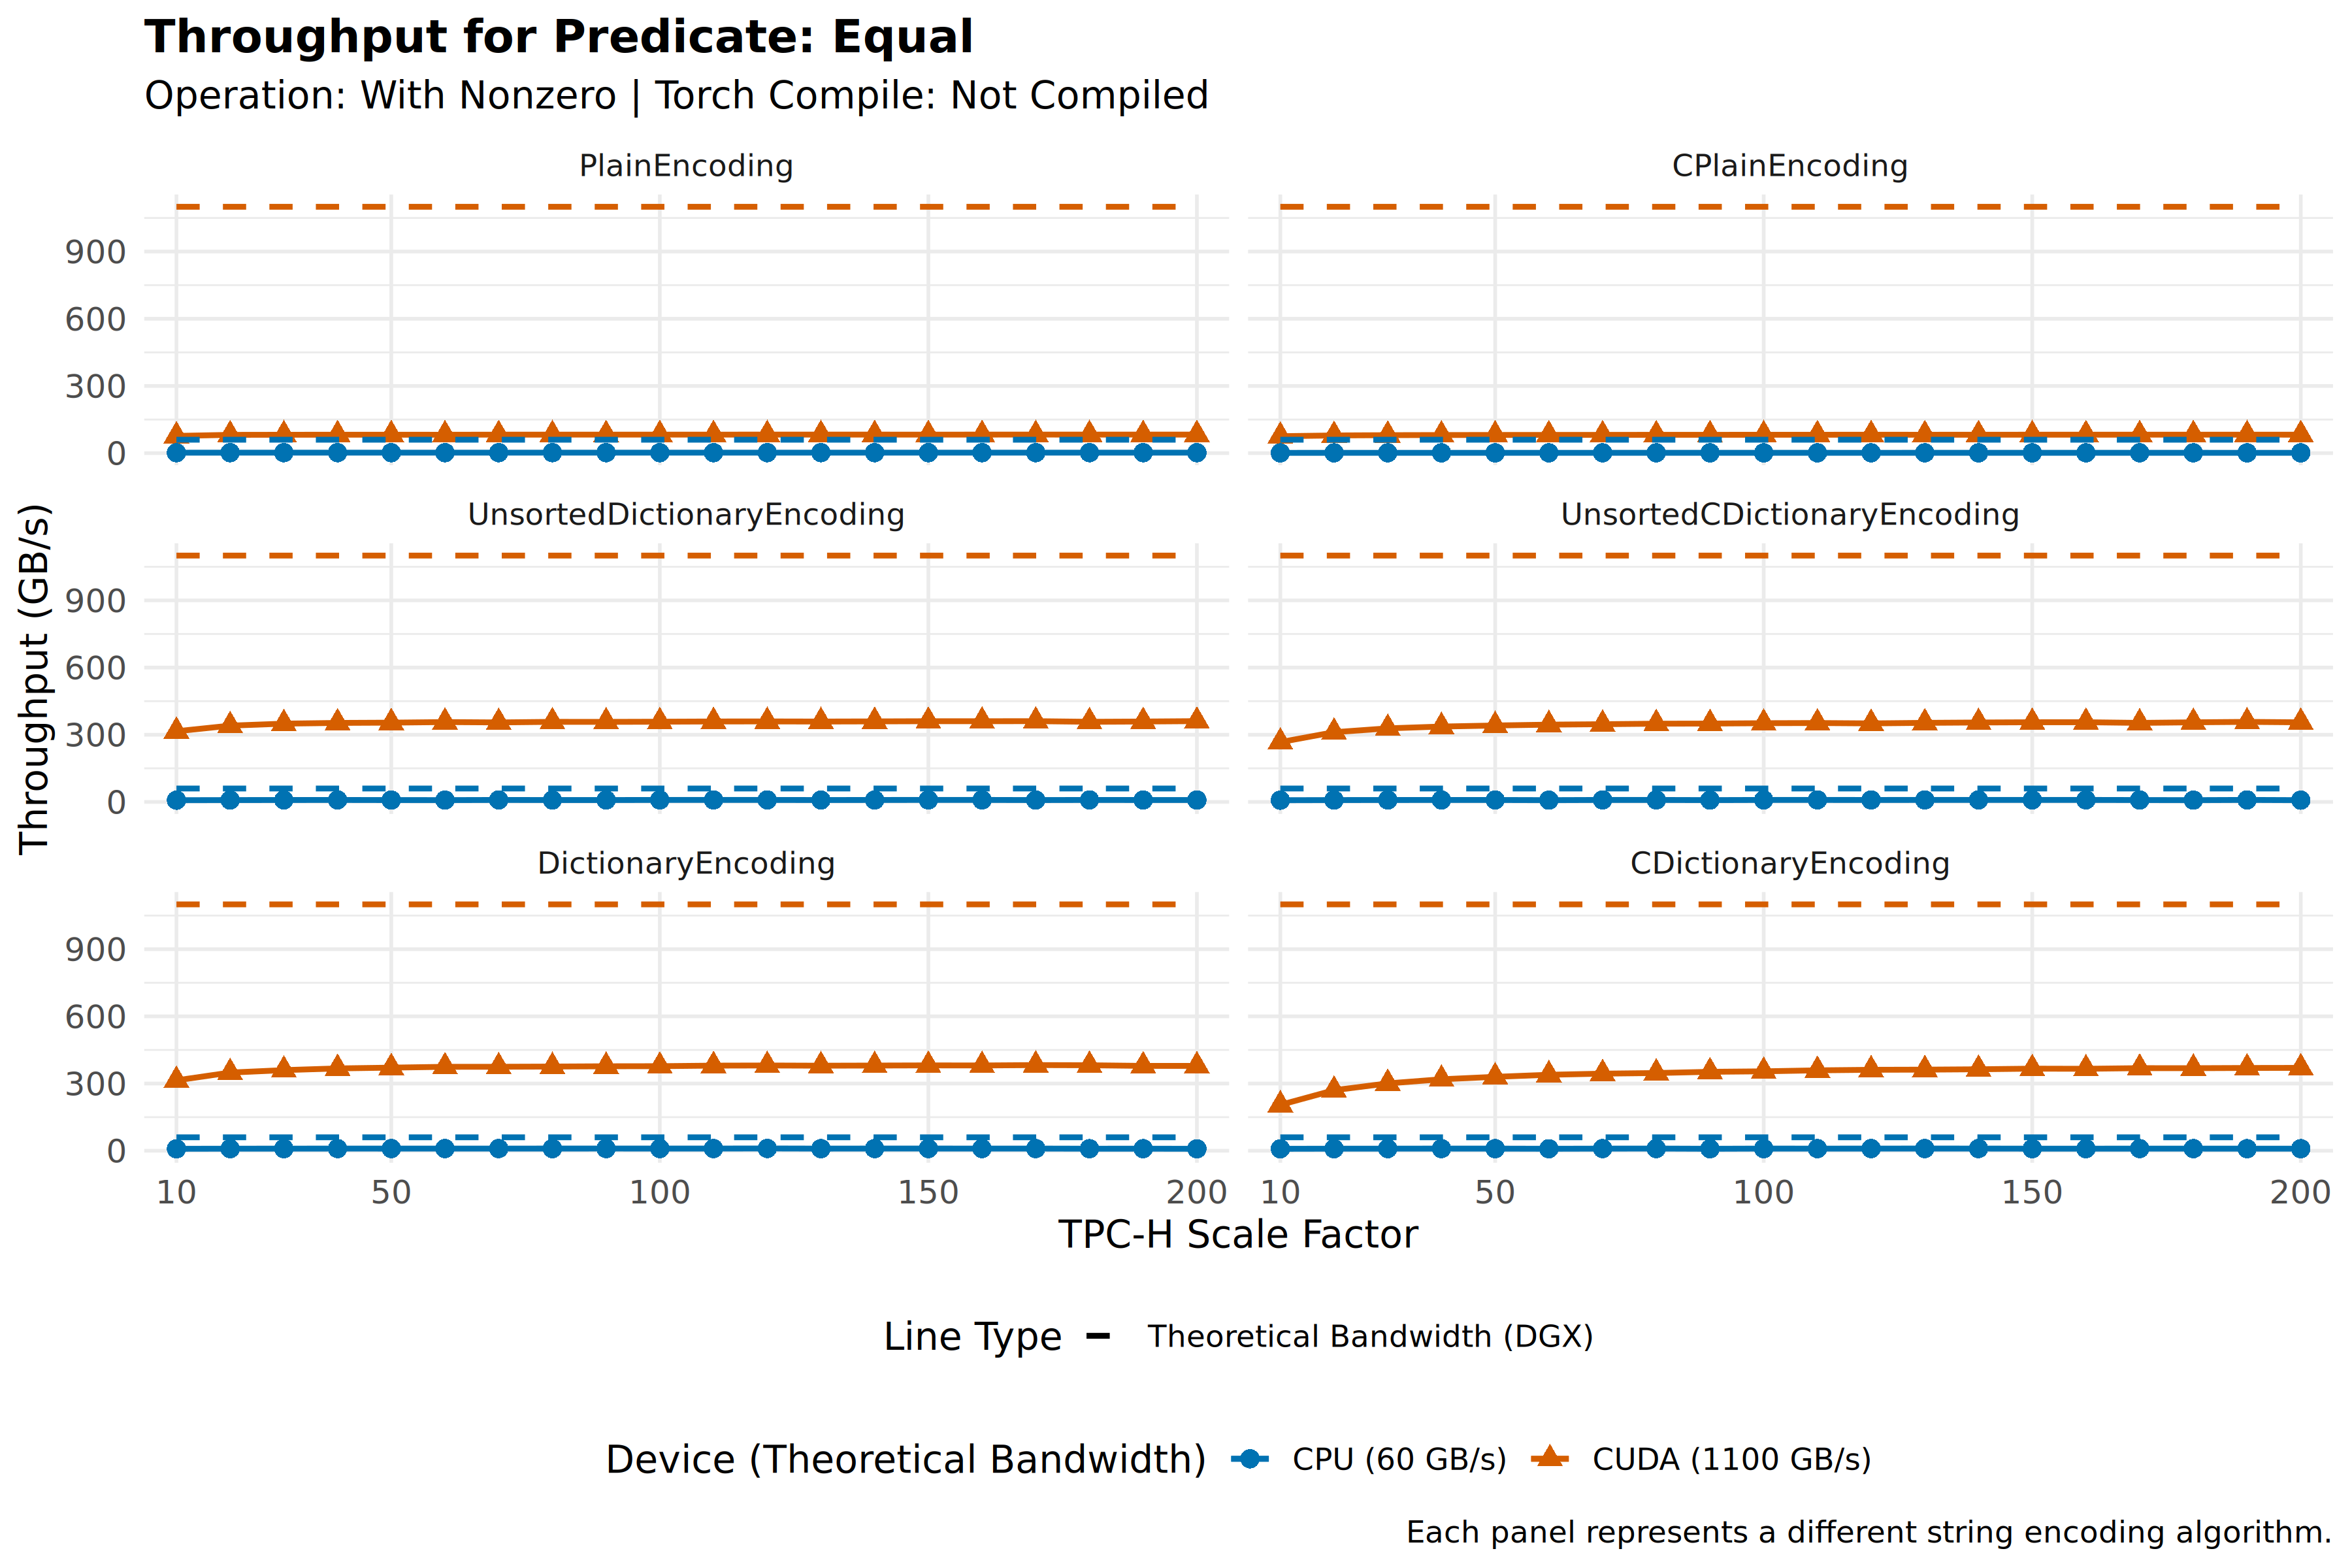 Throughput for Predicate: Equal
Operation: With Nonzero | Torch Compile: Not Compiled
PlainEncoding
CPlainEncoding
900
600
300
0
UnsortedDictionaryEncoding
UnsortedCDictionaryEncoding
900
600
300
0
Throughput (GB/s)
DictionaryEncoding
CDictionaryEncoding
900
600
300
0
10 50 100 150 200
10 50 100 150 200
TPC-H Scale Factor
Line Type Theoretical Bandwidth (DGX)
Device (Theoretical Bandwidth) CPU (60 GB/s) CUDA (1100 GB/s)
Each panel represents a different string encoding algorithm.